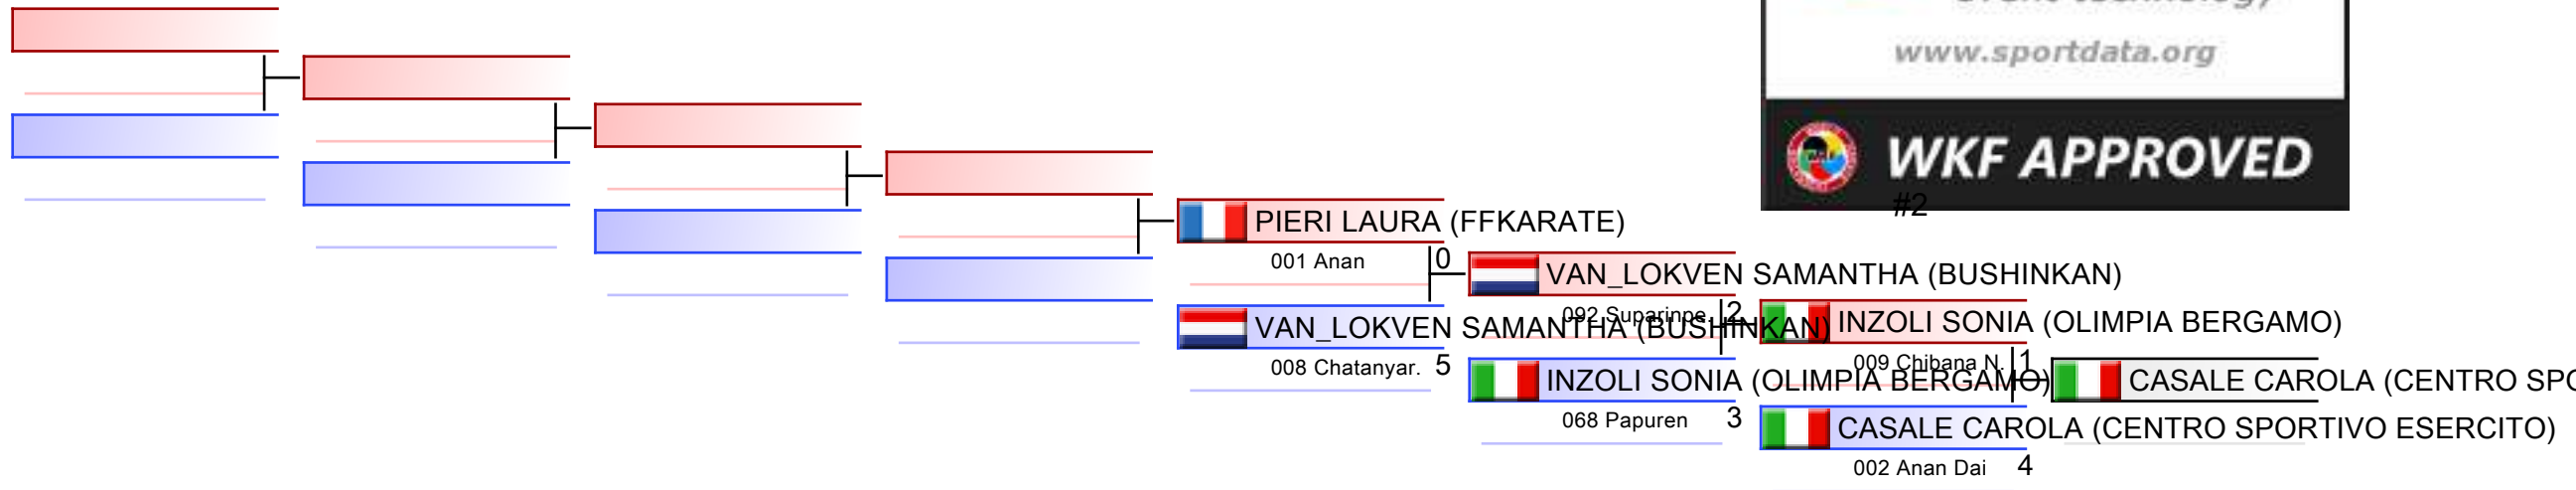 www.sportdata.org
WKF APPROVED
#2
PIERI LAURA (FFKARATE)
001 Anan 0
VAN_LOKVEN SAMANTHA (BUSHINKAN)
008 Chatanyar. 5
VAN_LOKVEN SAMANTHA (BUSHINKAN)
092 Suparinpe. 2
INZOLI SONIA (OLIMPIA BERGAMO)
068 Papuren 3
INZOLI SONIA (OLIMPIA BERGAMO)
009 Chibana N. 1
CASALE CAROLA (CENTRO SPORTIVO ESERCITO)
002 Anan Dai 4
CASALE CAROLA (CENTRO